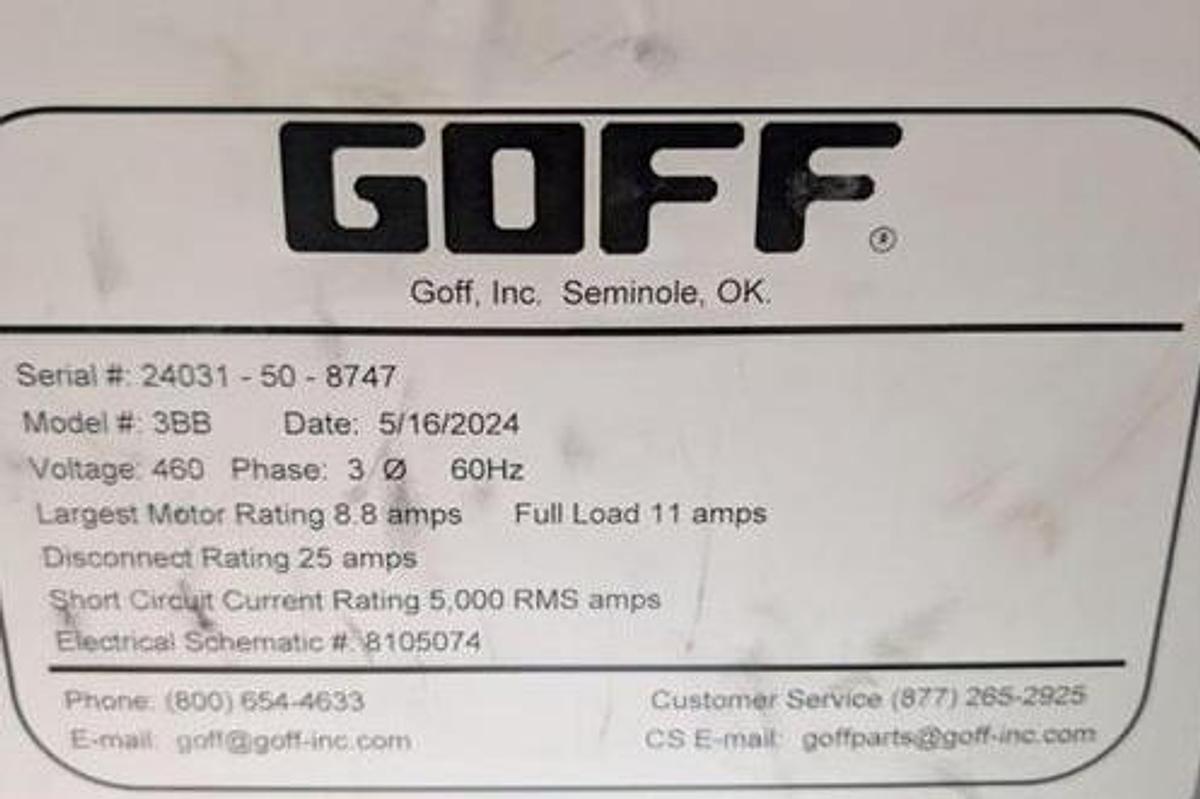 GOFF®
Goff, Inc. Seminole, OK.
Serial #: 24031 - 50 - 8747
Model #: 3BB Date: 5/16/2024
Voltage: 460 Phase: 3 Ø 60Hz
Largest Motor Rating 8.8 amps Full Load 11 amps
Disconnect Rating 25 amps
Short Circuit Current Rating 5,000 RMS amps
Electrical Schematic #: 8105074
Phone: (800) 654-4633 Customer Service (877) 265-2925
E-mail: goff@goff-inc.com CS E-mail: goffparts@goff-inc.com